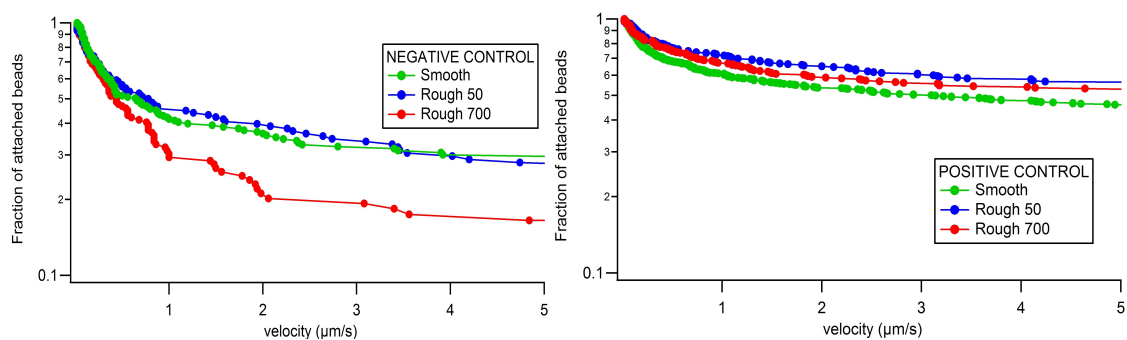 Fraction of attached beads
1
9
8
7
6
5
4
3
2
0.1
NEGATIVE CONTROL
Smooth
Rough 50
Rough 700
1 2 3 4 5
velocity (µm/s)
Fraction of attached beads
1
9
8
7
6
5
4
3
2
0.1
POSITIVE CONTROL
Smooth
Rough 50
Rough 700
1 2 3 4 5
velocity (µm/s)